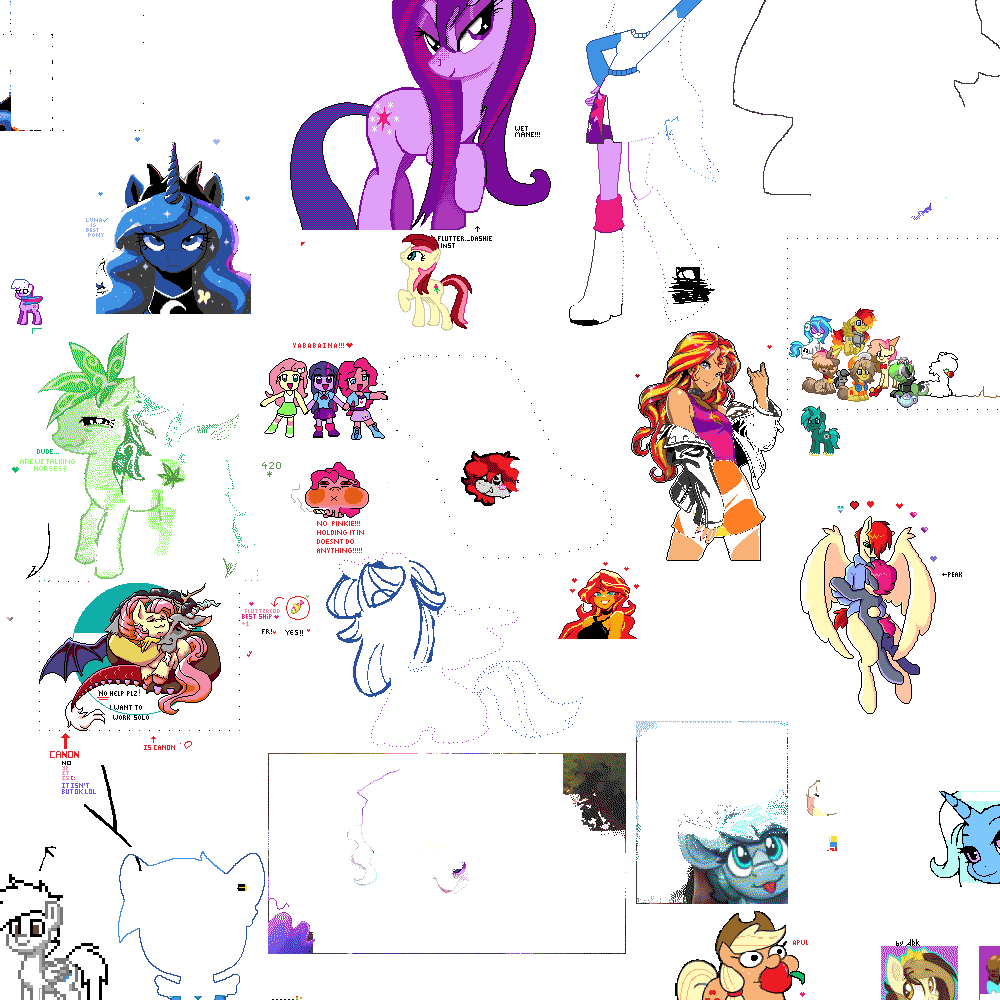 WET
MANE!!!
LUNA
IS
BEST
PONY
FLUTTER...DASHIE
INST
YABABAINA!!!
DUDE...
ARE WE TALKING
HORSES?
420
*
NO PINKIE!!!
HOLDING IT IN
DOESNT DO
ANYTHING!!!!!
←PEAK
FLUTTERCORD
BEST SHIP
+1
FR!
YES!!
NO HELP PLZ!
I WANT TO
WORK SOLO
CANON
IS CANON
NO
IT
IS!
IT ISN'T
BUT OK LOL
APUL
by dbk